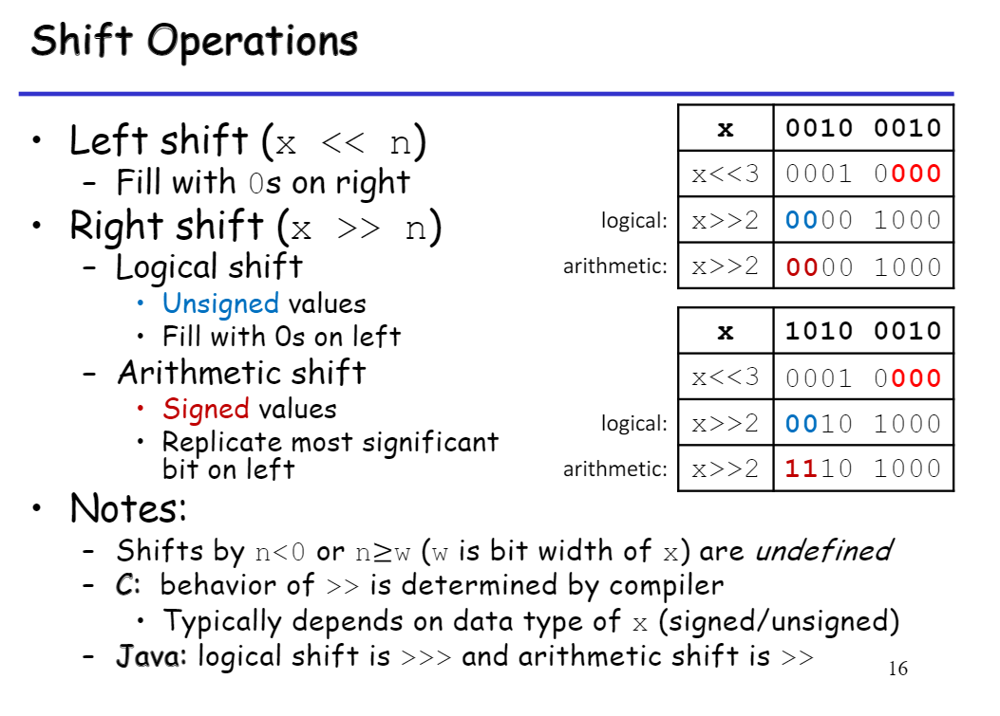 Shift Operations
• Left shift (x << n)
– Fill with 0s on right
• Right shift (x >> n)
– Logical shift
• Unsigned values
• Fill with 0s on left
– Arithmetic shift
• Signed values
• Replicate most significant
bit on left
• Notes:
– Shifts by n<0 or n≥w (w is bit width of x) are undefined
– C: behavior of >> is determined by compiler
• Typically depends on data type of x (signed/unsigned)
– Java: logical shift is >>> and arithmetic shift is >>
x 0010 0010
x<<3 0001 0000
logical: x>>2 0000 1000
arithmetic: x>>2 0000 1000
x 1010 0010
x<<3 0001 0000
logical: x>>2 0010 1000
arithmetic: x>>2 1110 1000
16